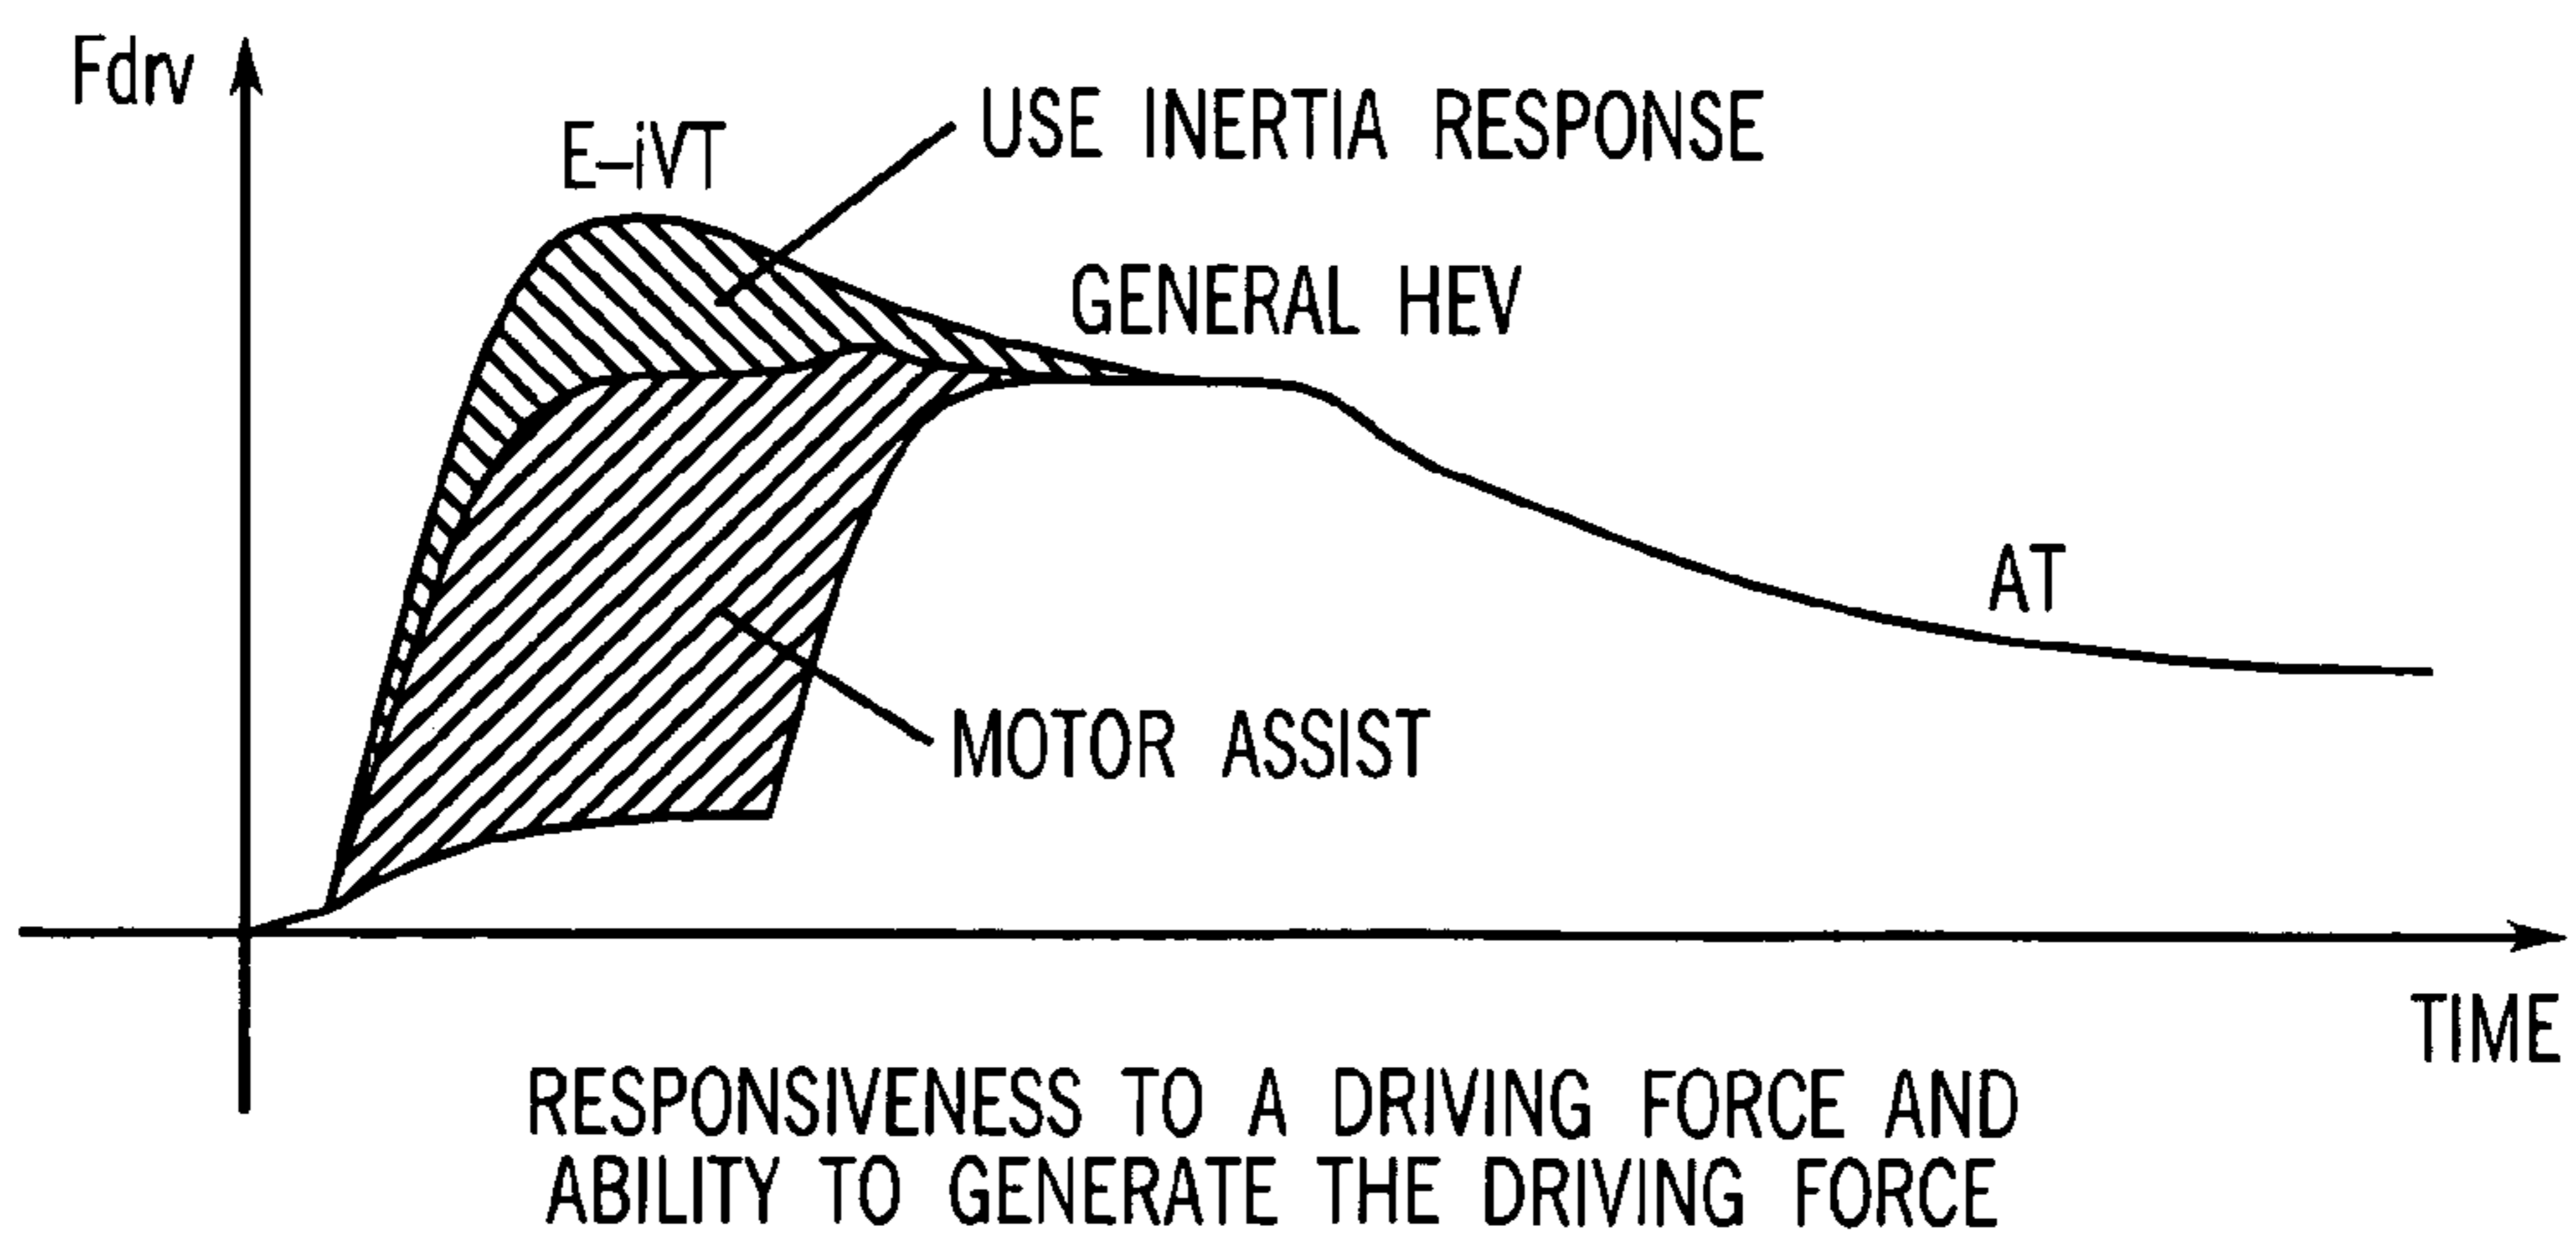 Fdrv
E-iVT
USE INERTIA RESPONSE
GENERAL HEV
AT
MOTOR ASSIST
TIME
RESPONSIVENESS TO A DRIVING FORCE AND
ABILITY TO GENERATE THE DRIVING FORCE